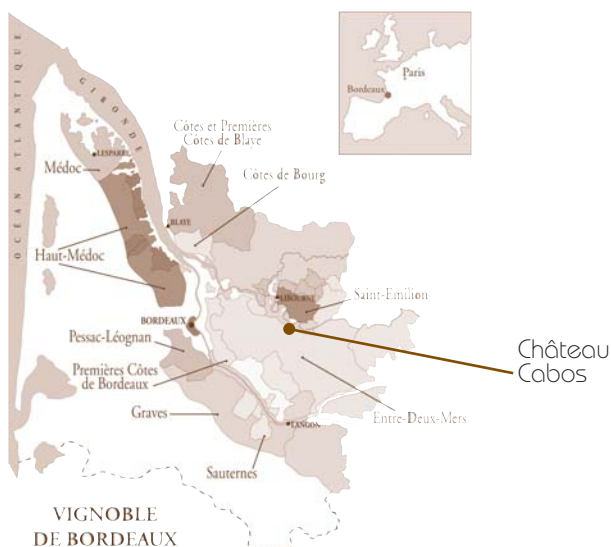 OCÉAN ATLANTIQUE
GIRONDE
Paris
Bordeaux
Côtes et Premières
Côtes de Blaye
LESPARRE
Médoc
Côtes de Bourg
BLAYE
Haut-Médoc
LIBOURNE
Saint-Emilion
BORDEAUX
Pessac-Léognan
Château
Cabos
Premières Côtes
de Bordeaux
Graves
Entre-Deux-Mers
LANGON
Sauternes
VIGNOBLE
DE BORDEAUX